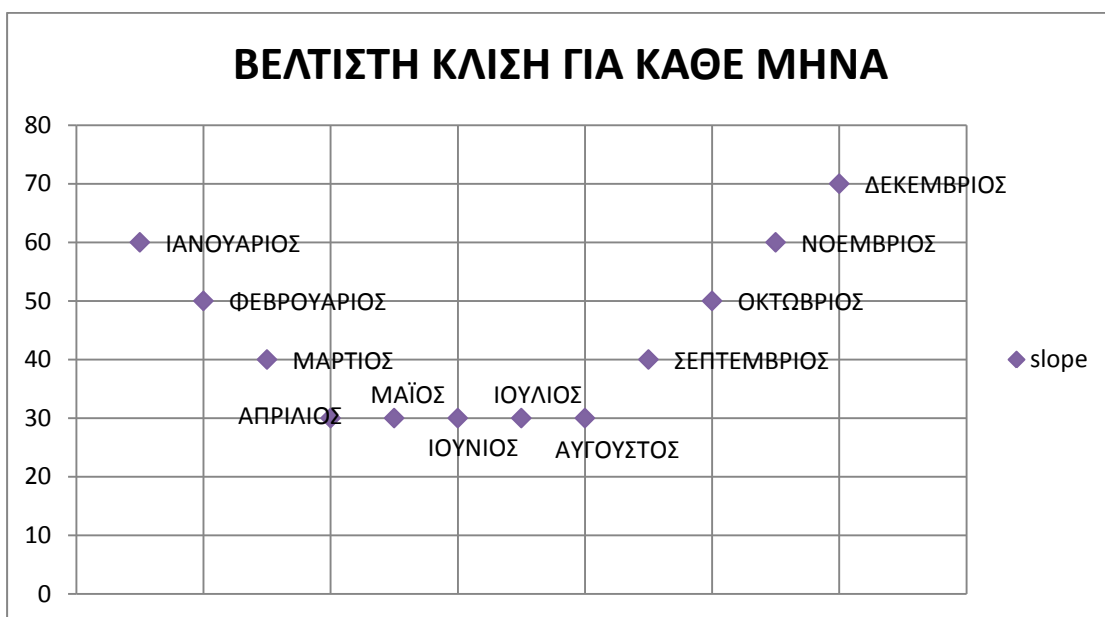 ΒΕΛΤΙΣΤΗ ΚΛΙΣΗ ΓΙΑ ΚΑΘΕ ΜΗΝΑ
80
70
60
50
40
30
20
10
0
ΙΑΝΟΥΑΡΙΟΣ
ΦΕΒΡΟΥΑΡΙΟΣ
ΜΑΡΤΙΟΣ
ΑΠΡΙΛΙΟΣ
ΜΑΪΟΣ
ΙΟΥΝΙΟΣ
ΙΟΥΛΙΟΣ
ΑΥΓΟΥΣΤΟΣ
ΣΕΠΤΕΜΒΡΙΟΣ
ΟΚΤΩΒΡΙΟΣ
ΝΟΕΜΒΡΙΟΣ
ΔΕΚΕΜΒΡΙΟΣ
slope